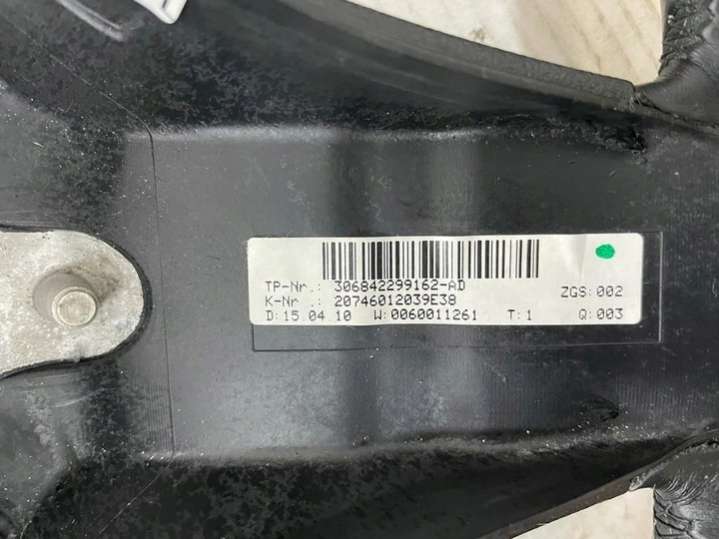 TP-Nr.: 306842299162-AD
K-Nr .: 20746012039E38 ZGS:002
D:15.04 10 W:0060011261 T:1 Q:003